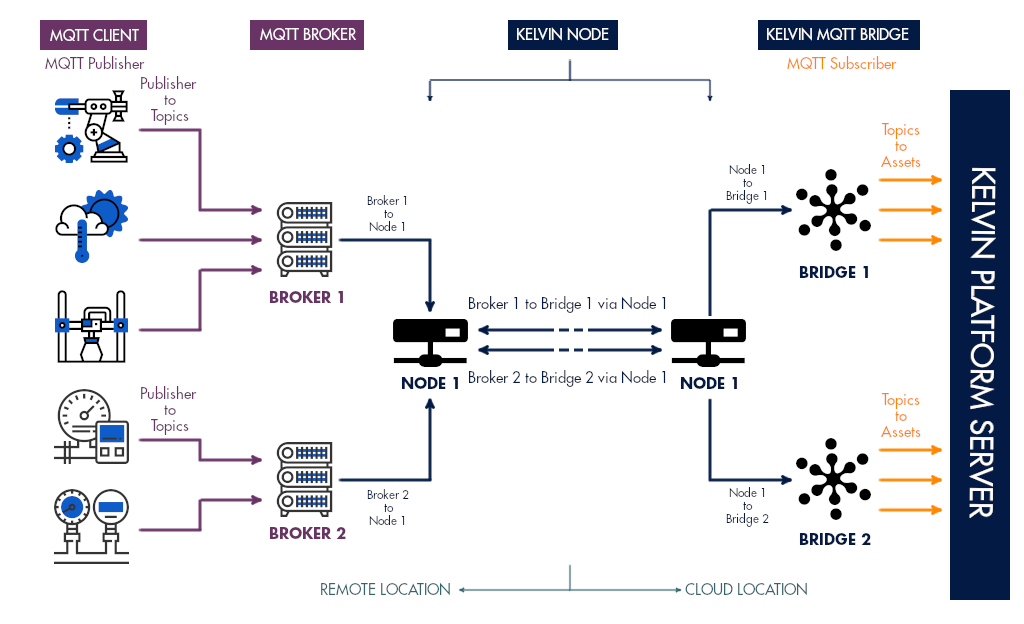 MQTT CLIENT
MQTT BROKER
KELVIN NODE
KELVIN MQTT BRIDGE
MQTT Publisher
MQTT Subscriber
Publisher
to
Topics
Topics
to
Assets
Node 1
to
Bridge 1
Broker 1
to
Node 1
BRIDGE 1
BROKER 1
Broker 1 to Bridge 1 via Node 1
NODE 1
Broker 2 to Bridge 2 via Node 1
NODE 1
Publisher
to
Topics
Topics
to
Assets
Broker 2
to
Node 1
Node 1
to
Bridge 2
BROKER 2
BRIDGE 2
REMOTE LOCATION
CLOUD LOCATION
KELVIN PLATFORM SERVER